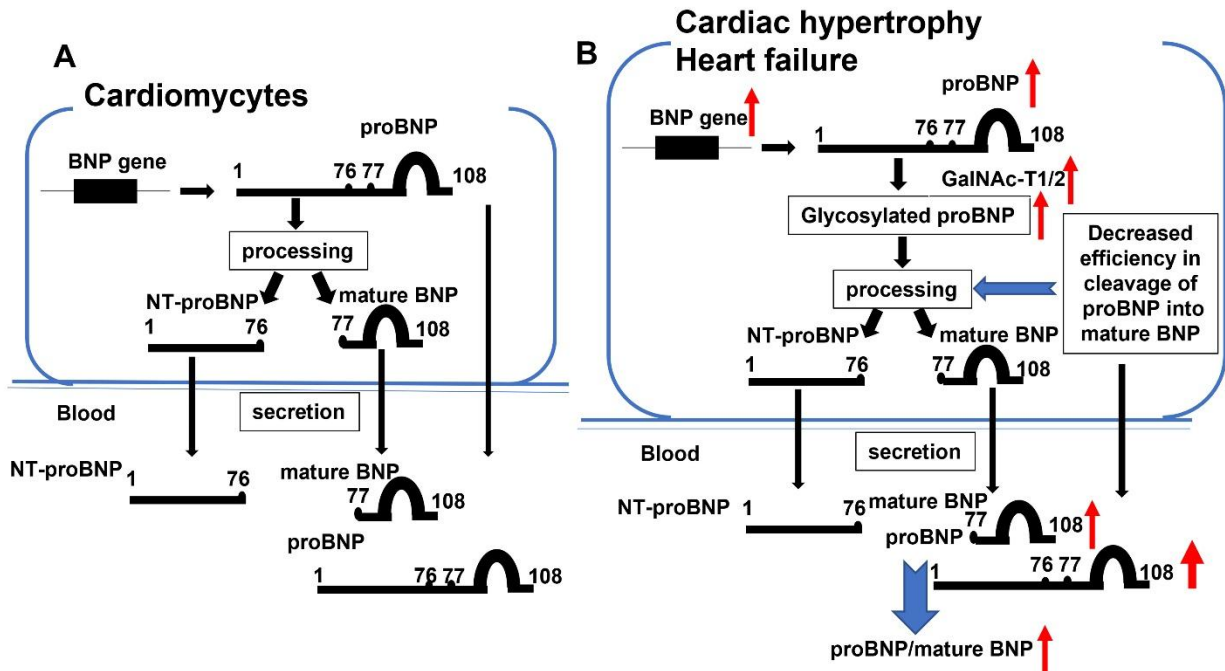 A
Cardiomycytes
proBNP
BNP gene
1
76 77
108
processing
NT-proBNP
mature BNP
1
76
77
108
Blood
secretion
NT-proBNP
1
76
mature BNP
77
108
proBNP
1
76 77
108
B
Cardiac hypertrophy
Heart failure
proBNP
BNP gene
1
76 77
108
GalNAc-T1/2
Glycosylated proBNP
Decreased
efficiency in
cleavage of
proBNP into
mature BNP
processing
NT-proBNP
mature BNP
1
76
77
108
Blood
secretion
NT-proBNP
1
76
mature BNP
77
108
proBNP
1
76 77
108
proBNP/mature BNP